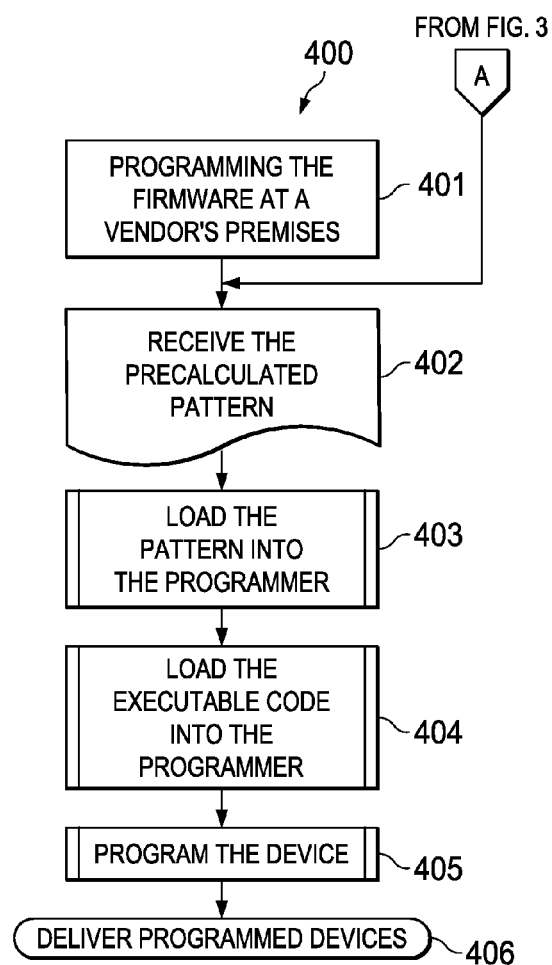 FROM FIG. 3
A
400
PROGRAMMING THE
FIRMWARE AT A
VENDOR'S PREMISES
401
RECEIVE THE
PRECALCULATED
PATTERN
402
LOAD THE
PATTERN INTO
THE PROGRAMMER
403
LOAD THE
EXECUTABLE CODE
INTO THE
PROGRAMMER
404
PROGRAM THE DEVICE
405
DELIVER PROGRAMMED DEVICES
406